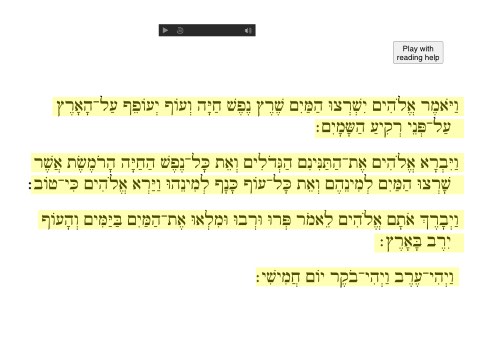 Play with
reading help
וַיֹּאמֶר אֱלֹהִים יִשְׁרְצוּ הַמַּיִם שֶׁרֶץ נֶפֶשׁ חַיָּה וְעוֹף יְעוֹפֵף עַל־הָאָרֶץ
עַל־פְּנֵי רְקִיעַ הַשָּׁמָיִם׃
וַיִּבְרָא אֱלֹהִים אֶת־הַתַּנִּינִם הַגְּדֹלִים וְאֵת כָּל־נֶפֶשׁ הַחַיָּה הָרֹמֶשֶׂת אֲשֶׁר
שָׁרְצוּ הַמַּיִם לְמִינֵהֶם וְאֵת כָּל־עוֹף כָּנָף לְמִינֵהוּ וַיַּרְא אֱלֹהִים כִּי־טוֹב׃
וַיְבָרֶךְ אֹתָם אֱלֹהִים לֵאמֹר פְּרוּ וּרְבוּ וּמִלְאוּ אֶת־הַמַּיִם בַּיַּמִּים וְהָעוֹף
יִרֶב בָּאָרֶץ׃
וַיְהִי־עֶרֶב וַיְהִי־בֹקֶר יוֹם חֲמִישִׁי׃